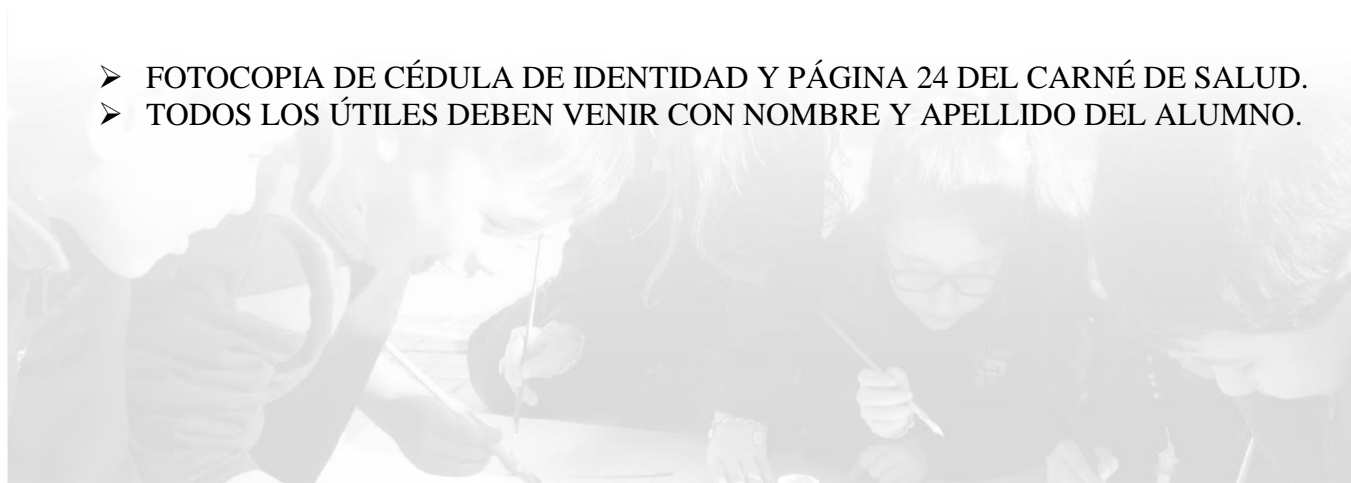 ➢ FOTOCOPIA DE CÉDULA DE IDENTIDAD Y PÁGINA 24 DEL CARNÉ DE SALUD.
➢ TODOS LOS ÚTILES DEBEN VENIR CON NOMBRE Y APELLIDO DEL ALUMNO.